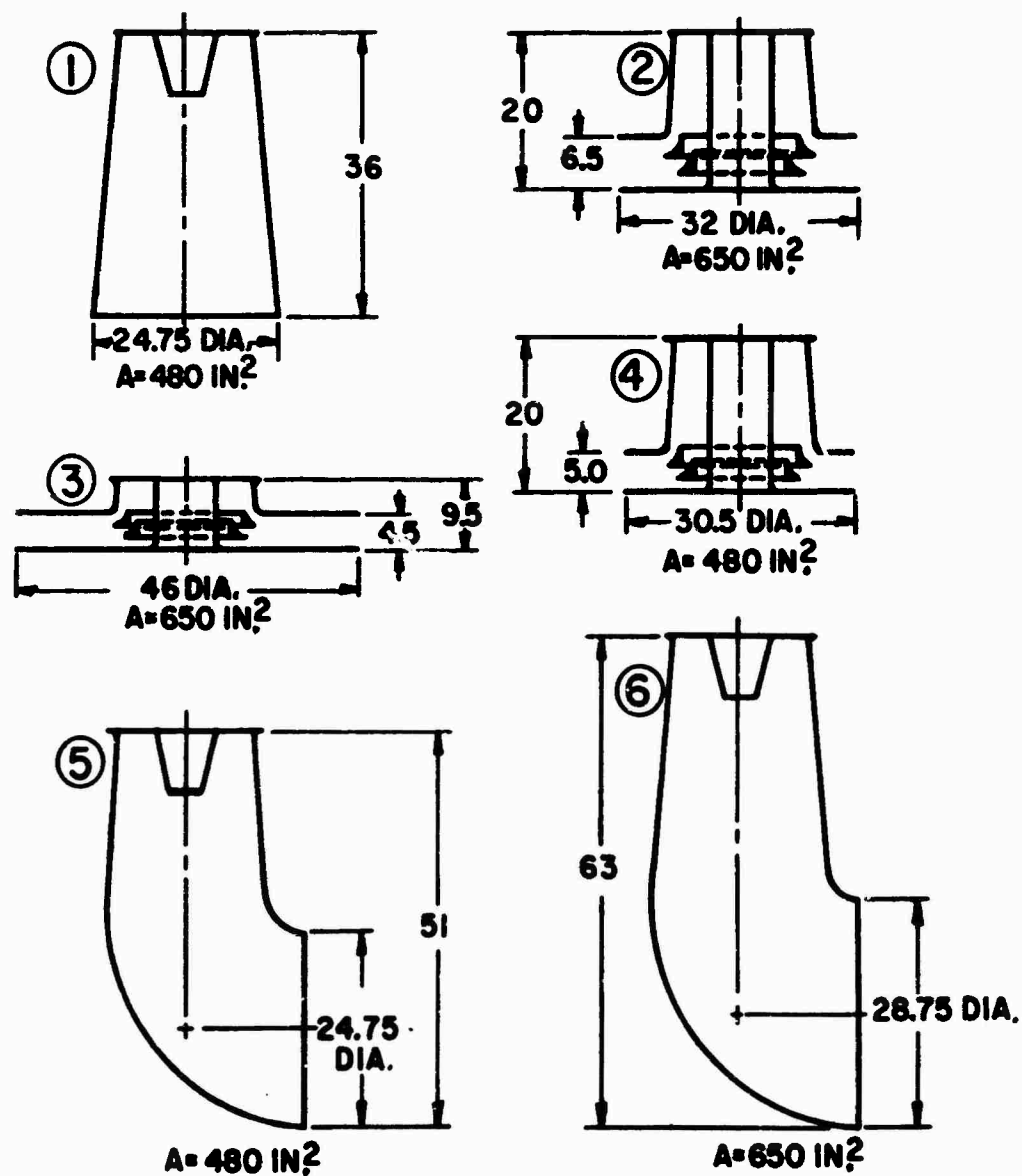 ①
36
24.75 DIA.
A=480 IN.²
②
20
6.5
32 DIA.
A=650 IN.²
③
4.5
9.5
46 DIA.
A=650 IN.²
④
20
5.0
30.5 DIA.
A=480 IN.²
⑤
51
24.75
DIA.
A=480 IN.²
⑥
63
28.75 DIA.
A=650 IN.²